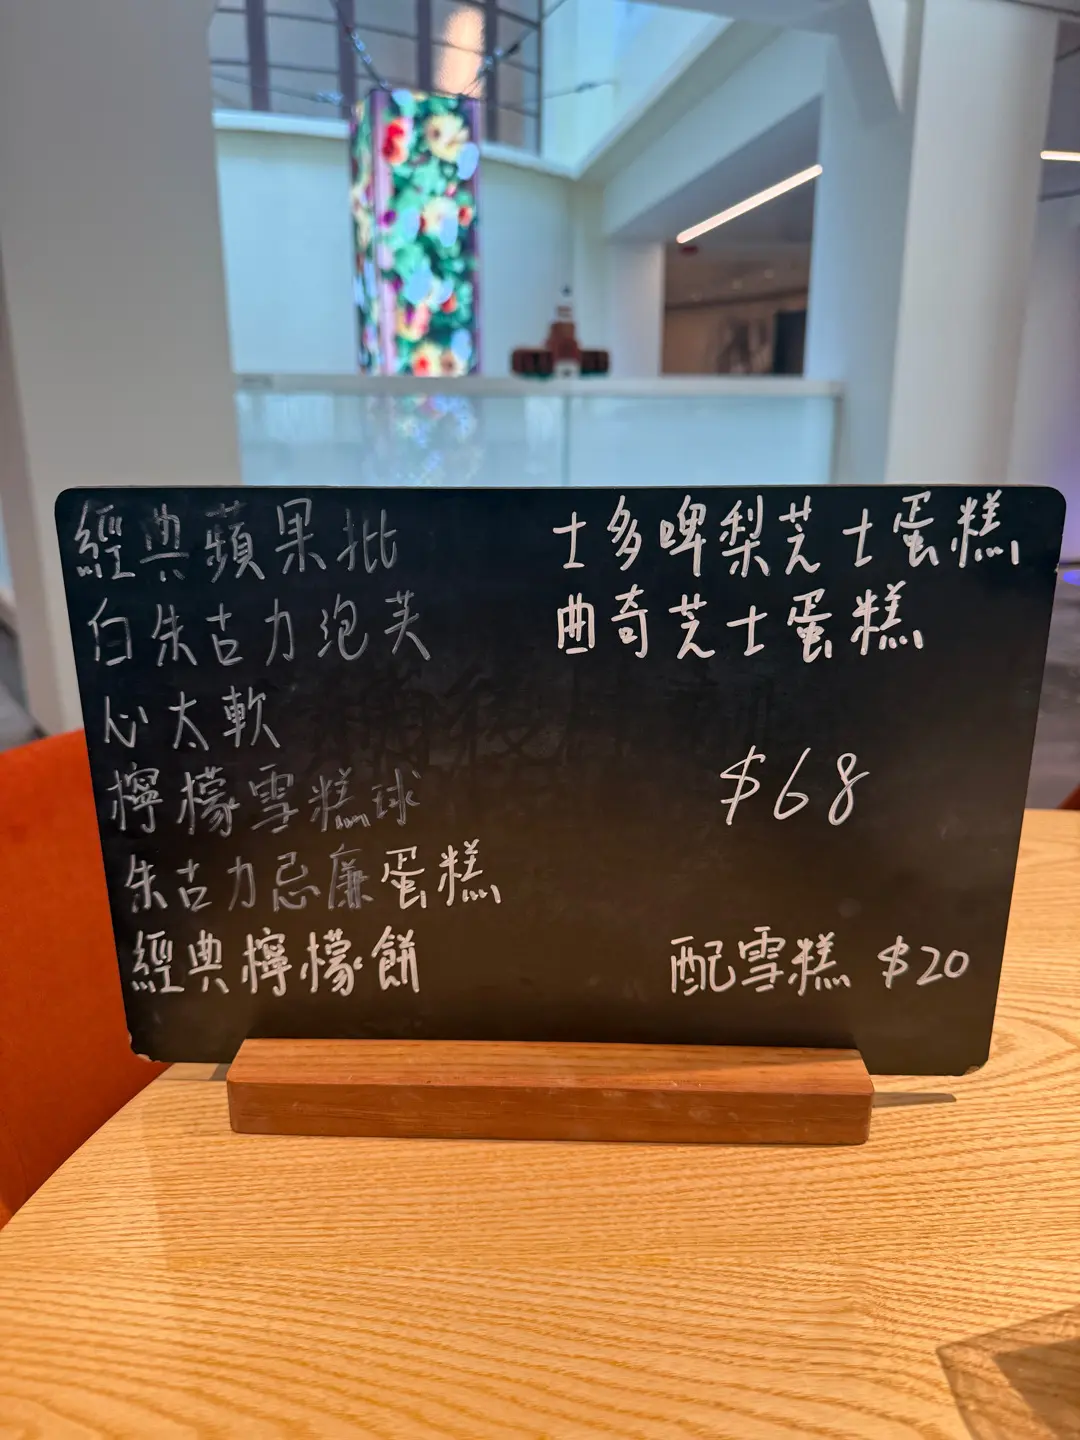 經典蘋果批
白朱古力泡芙
心太軟
檸檬雪糕球
朱古力忌廉蛋糕
經典檸檬餅
士多啤梨芝士蛋糕
曲奇芝士蛋糕
$68
配雪糕 $20